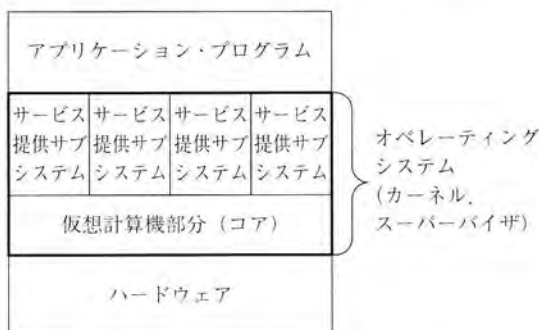 アプリケーション・プログラム
サービス
提供サブ
システム
サービス
提供サブ
システム
サービス
提供サブ
システム
サービス
提供サブ
システム
仮想計算機部分（コア）
ハードウェア
オペレーティング
システム
(カーネル,
スーパーバイザ)